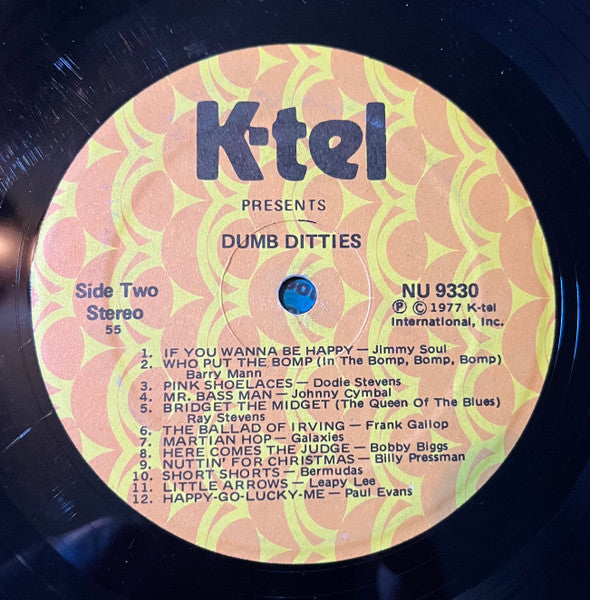 K-tel
PRESENTS
DUMB DITTIES
Side Two
Stereo
55
NU 9330
Ⓟ © 1977 K-tel
International, Inc.
1. IF YOU WANNA BE HAPPY — Jimmy Soul
2. WHO PUT THE BOMP (In The Bomp, Bomp, Bomp)
Barry Mann
3. PINK SHOELACES — Dodie Stevens
4. MR. BASS MAN — Johnny Cymbal
5. BRIDGET THE MIDGET (The Queen Of The Blues)
Ray Stevens
6. THE BALLAD OF IRVING — Frank Gallop
7. MARTIAN HOP — Galaxies
8. HERE COMES THE JUDGE — Bobby Biggs
9. NUTTIN' FOR CHRISTMAS — Billy Pressman
10. SHORT SHORTS — Bermudas
11. LITTLE ARROWS — Leapy Lee
12. HAPPY-GO-LUCKY-ME — Paul Evans